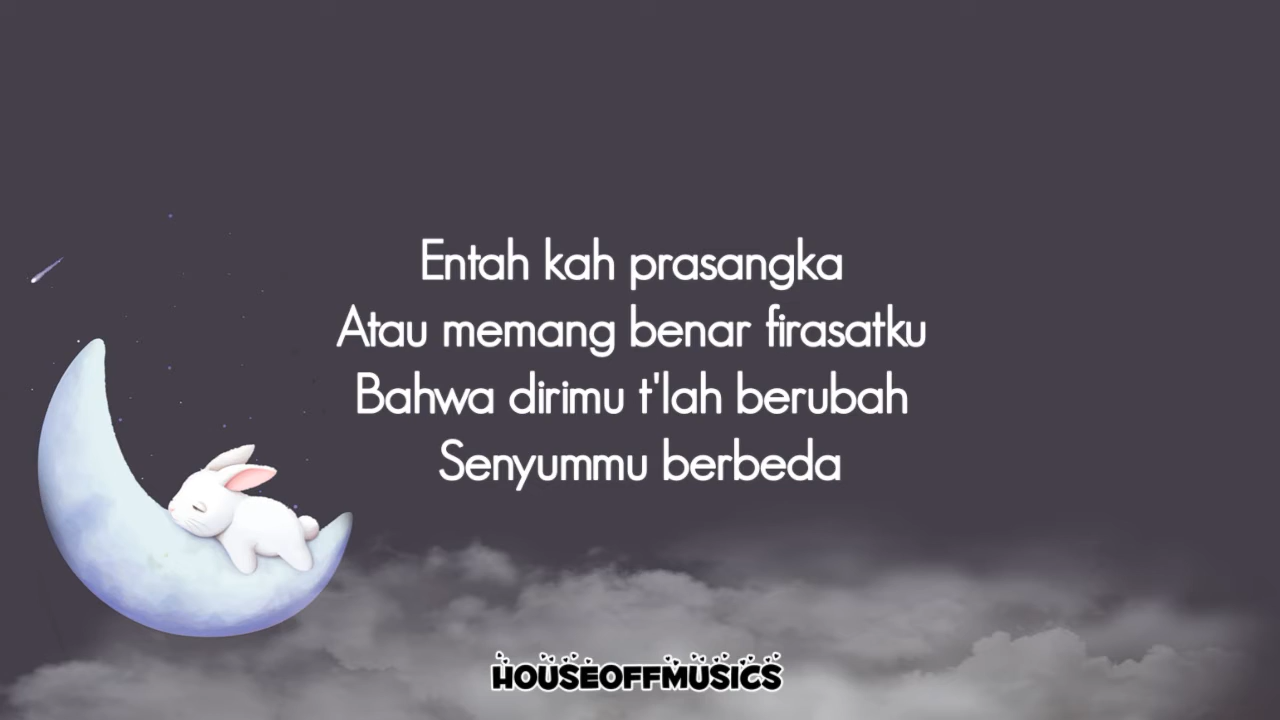 Entah kah prasangka
Atau memang benar firasatku
Bahwa dirimu t'lah berubah
Senyummu berbeda
HOUSEOFFMUSICS